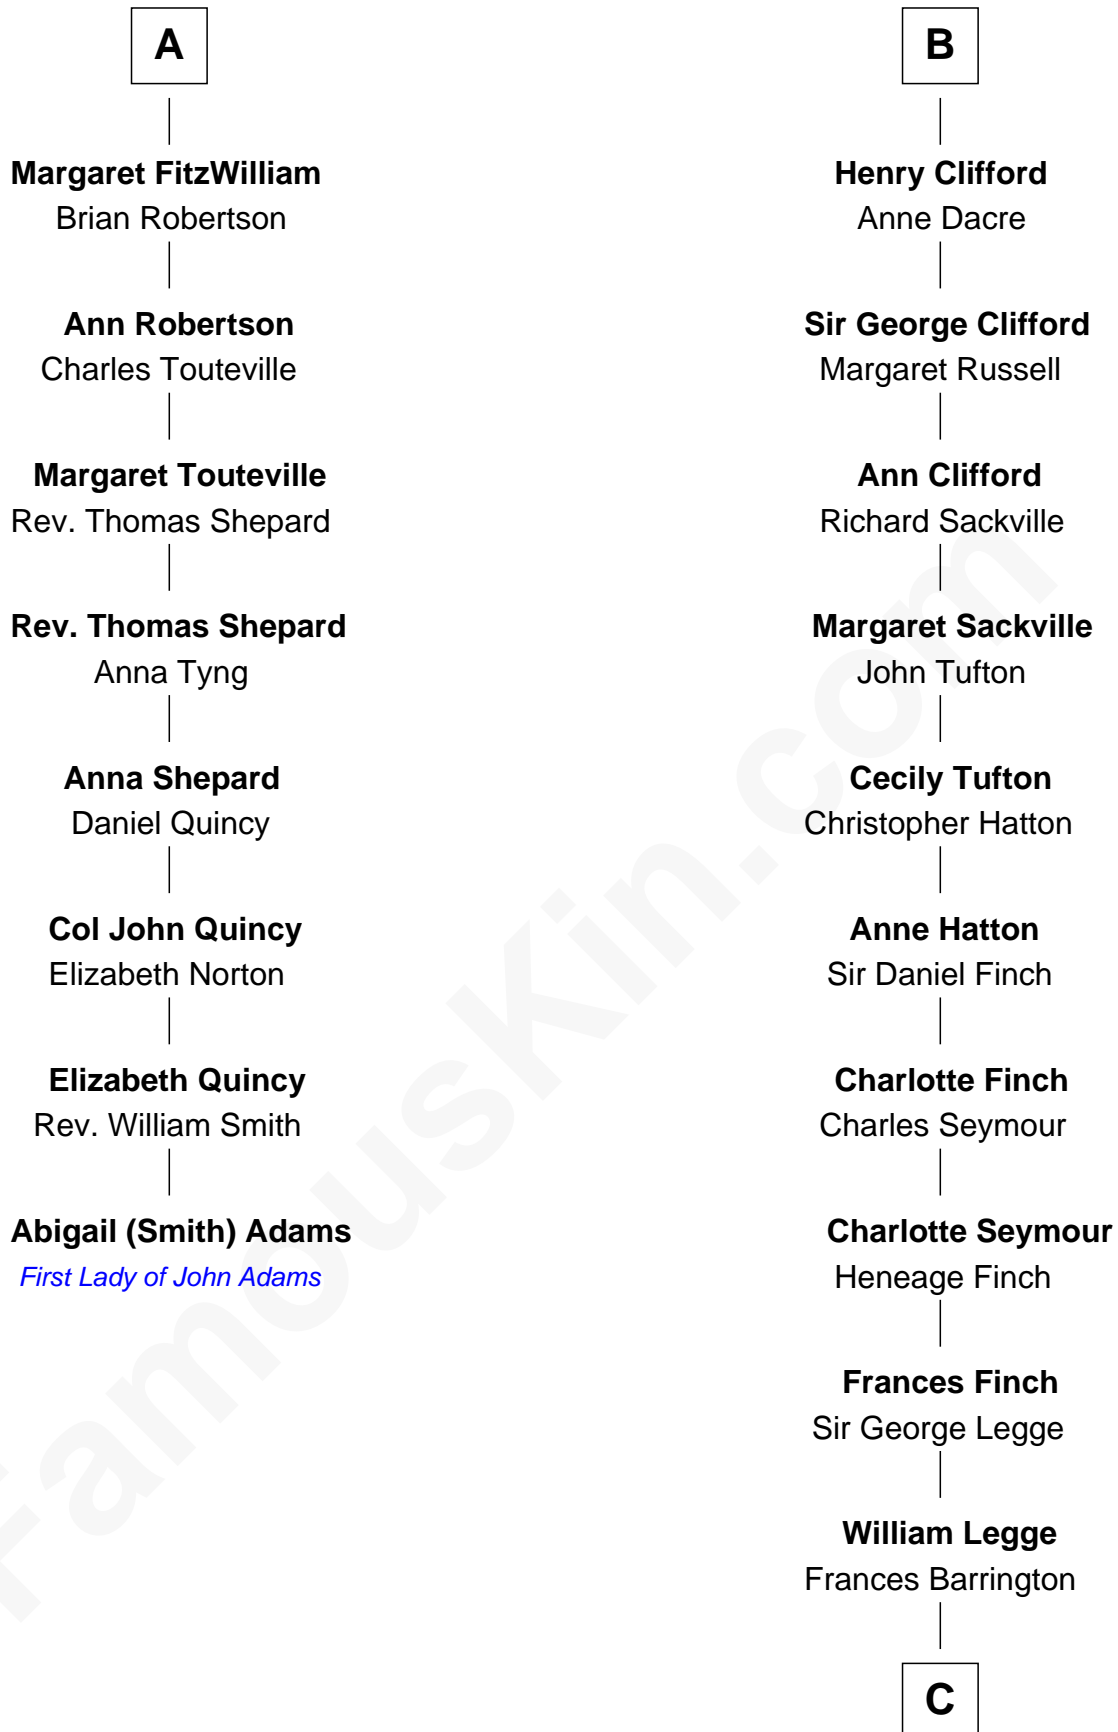 A
Margaret FitzWilliam
Brian Robertson
Ann Robertson
Charles Touteville
Margaret Touteville
Rev. Thomas Shepard
Rev. Thomas Shepard
Anna Tyng
Anna Shepard
Daniel Quincy
Col John Quincy
Elizabeth Norton
Elizabeth Quincy
Rev. William Smith
Abigail (Smith) Adams
First Lady of John Adams
B
Henry Clifford
Anne Dacre
Sir George Clifford
Margaret Russell
Ann Clifford
Richard Sackville
Margaret Sackville
John Tufton
Cecily Tufton
Christopher Hatton
Anne Hatton
Sir Daniel Finch
Charlotte Finch
Charles Seymour
Charlotte Seymour
Heneage Finch
Frances Finch
Sir George Legge
William Legge
Frances Barrington
C
FamousKin.com